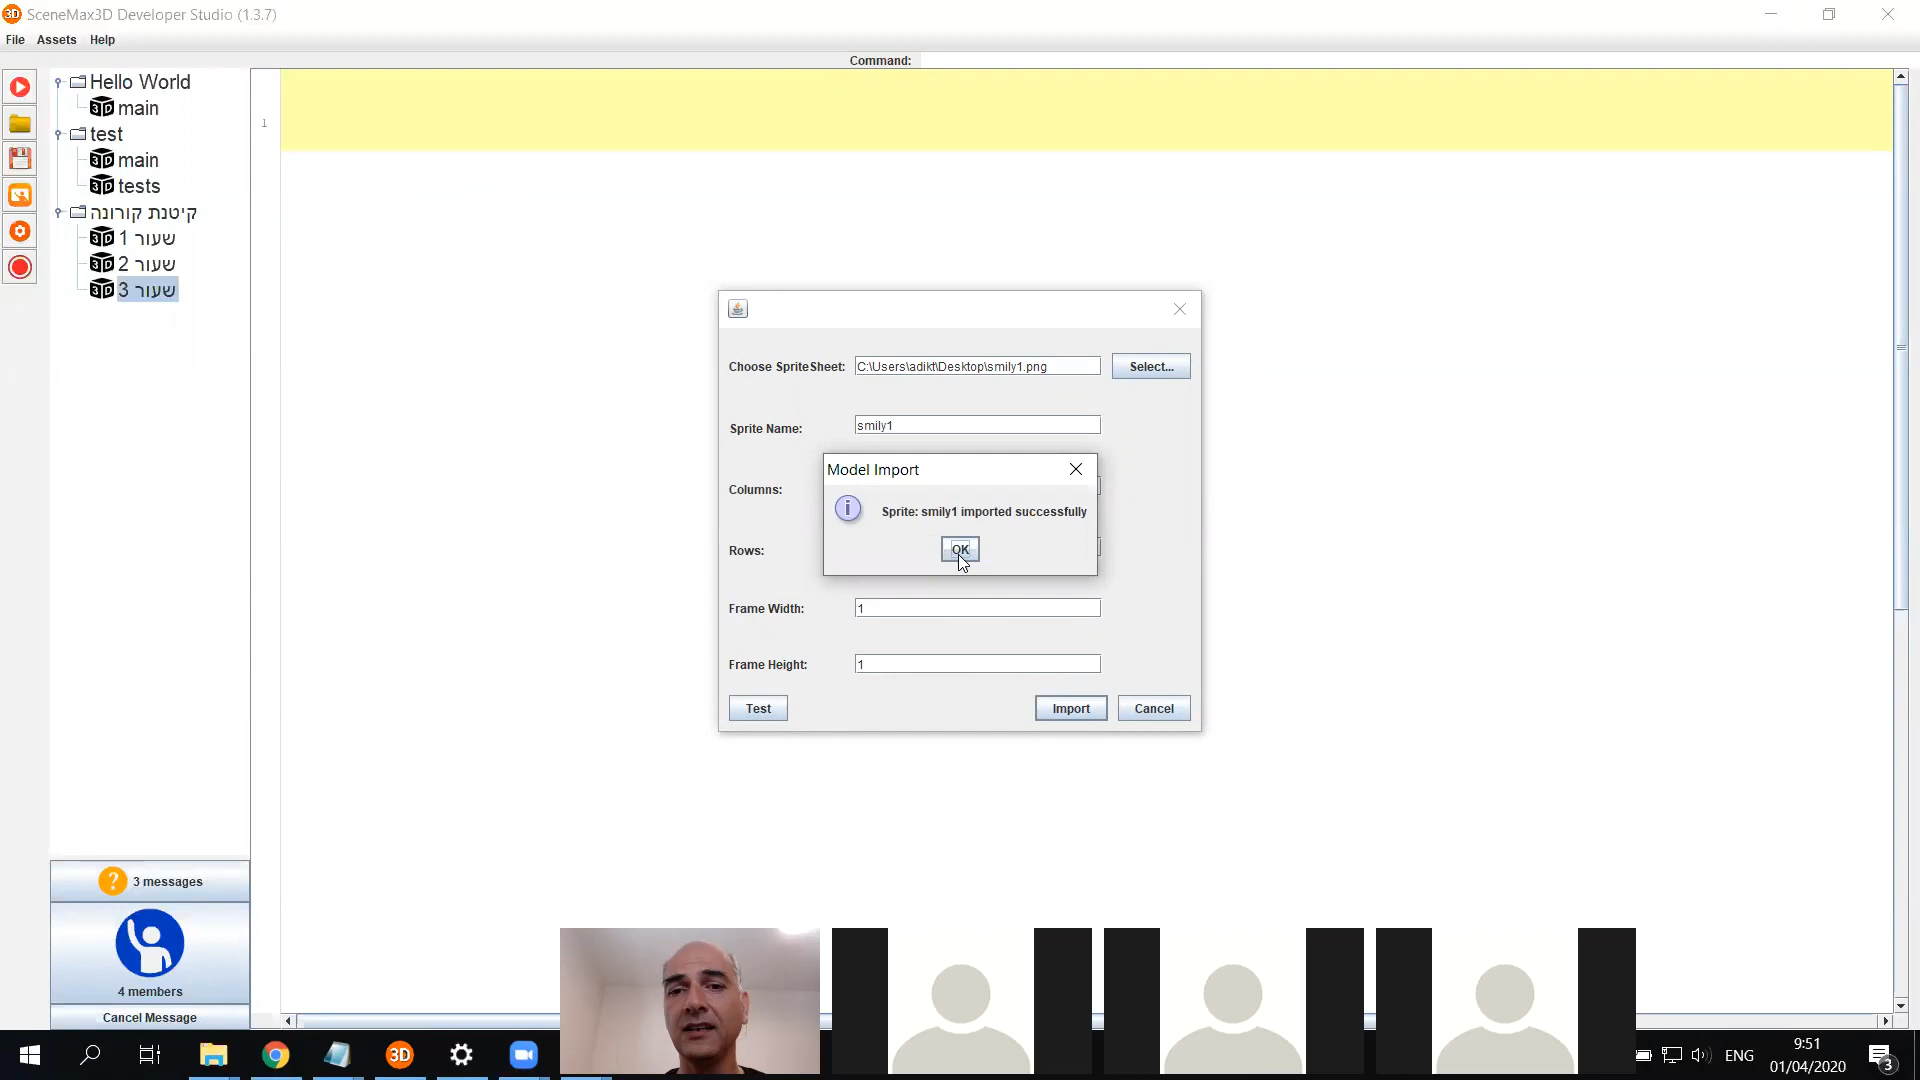 SceneMax3D Developer Studio (1.3.7)
File Assets Help
Command:
Hello World
main
test
main
tests
קיטנת קורונה
שעור 1
שעור 2
שעור 3
1
Choose SpriteSheet: C:\Users\adikt\Desktop\smily1.png Select...
Sprite Name: smily1
Model Import
Columns:
Sprite: smily1 imported successfully
Rows:
OK
Frame Width: 1
Frame Height: 1
Test Import Cancel
? 3 messages
4 members
Cancel Message
3D
ENG
9:51
01/04/2020
3